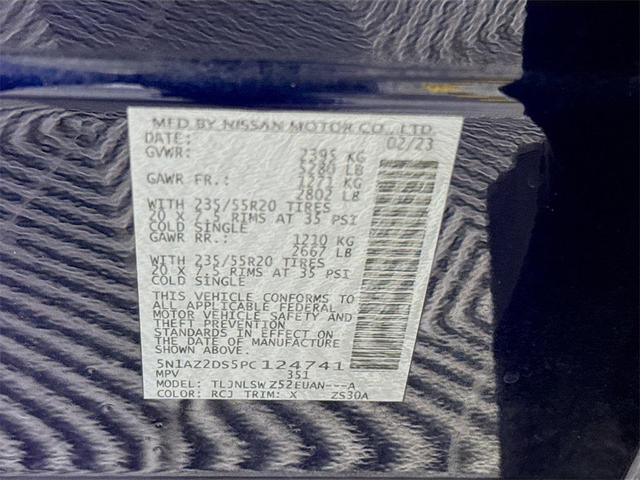 MFD BY NISSAN MOTOR CO., LTD.
DATE: 02/23
GVWR: 2395 KG
5280 LB
GAWR FR.: 1271 KG
2802 LB
WITH 235/55R20 TIRES
20 X 7.5 RIMS AT 35 PSI
COLD SINGLE
GAWR RR.: 1210 KG
2667 LB
WITH 235/55R20 TIRES
20 X 7.5 RIMS AT 35 PSI
COLD SINGLE
THIS VEHICLE CONFORMS TO
ALL APPLICABLE FEDERAL
MOTOR VEHICLE SAFETY AND
THEFT PREVENTION
STANDARDS IN EFFECT ON
THE DATE OF MANUFACTURE
SHOWN ABOVE.
5N1AZ2DS5PC124741
MPV 351
MODEL: TLJNLSWZ52EUAN---A
COLOR: RCJ TRIM: X ZS30A